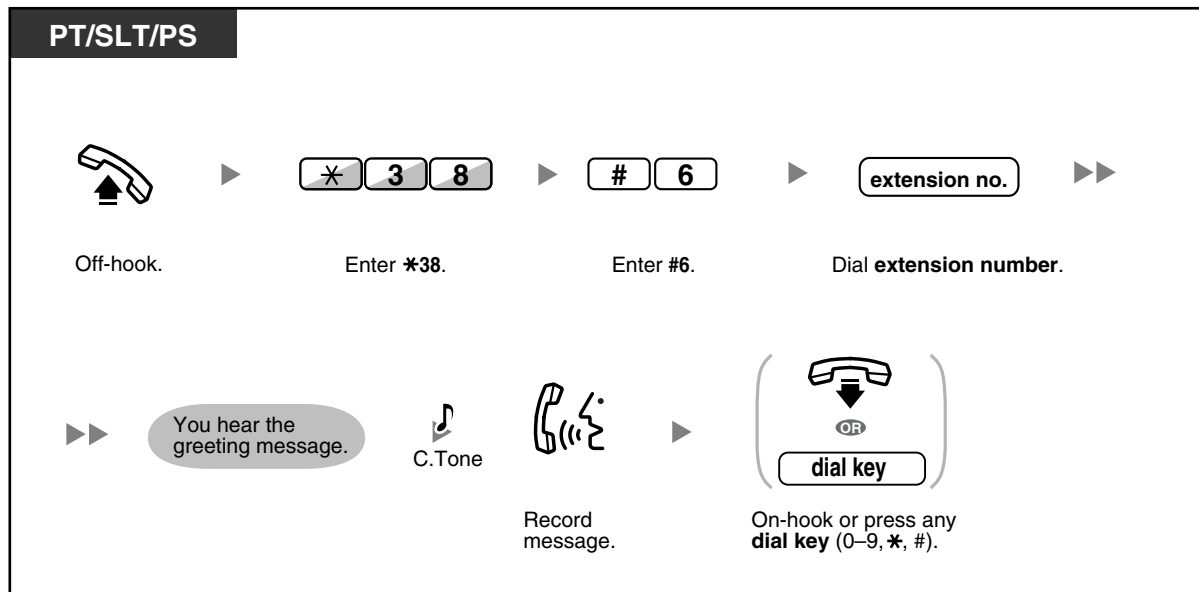 PT/SLT/PS
* 3 8 # 6 extension no.
Off-hook. Enter *38. Enter #6. Dial extension number.
You hear the
greeting message.
C.Tone
OR
dial key
Record
message.
On-hook or press any
dial key (0–9, *, #).